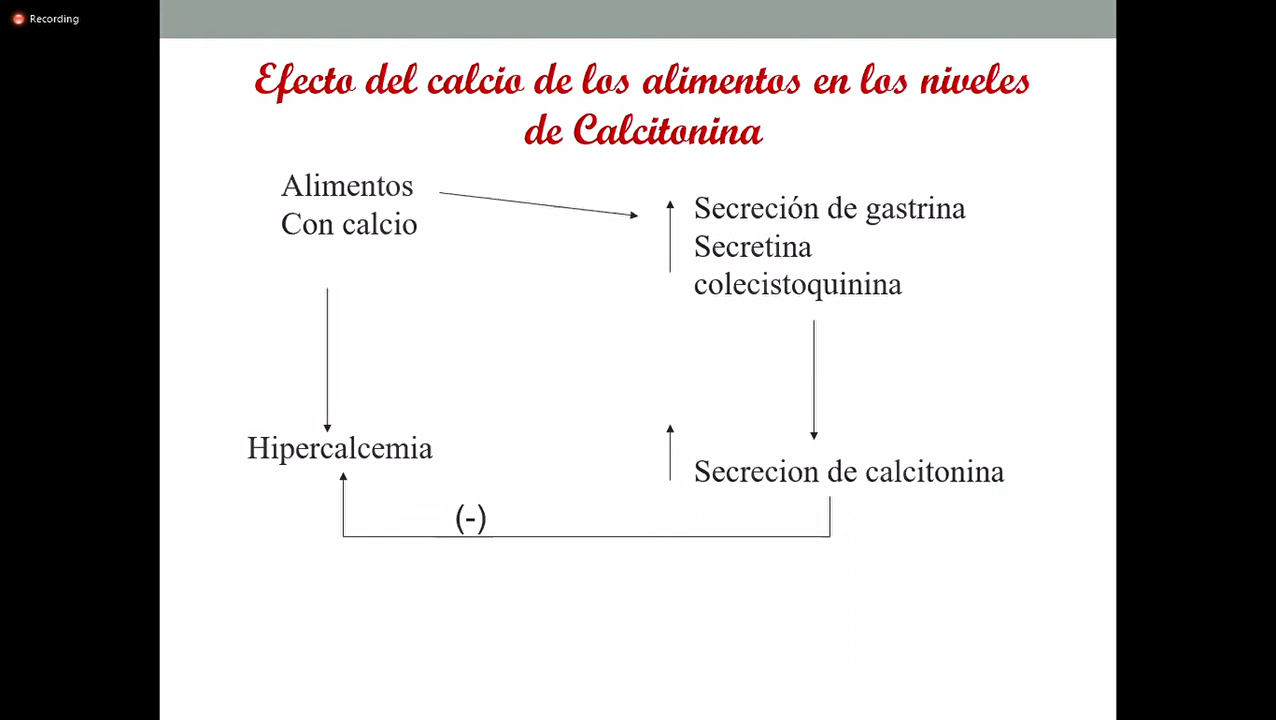 Recording
Efecto del calcio de los alimentos en los niveles
de Calcitonina
Alimentos
Con calcio
Secreción de gastrina
Secretina
colecistoquinina
Hipercalcemia
Secrecion de calcitonina
(-)